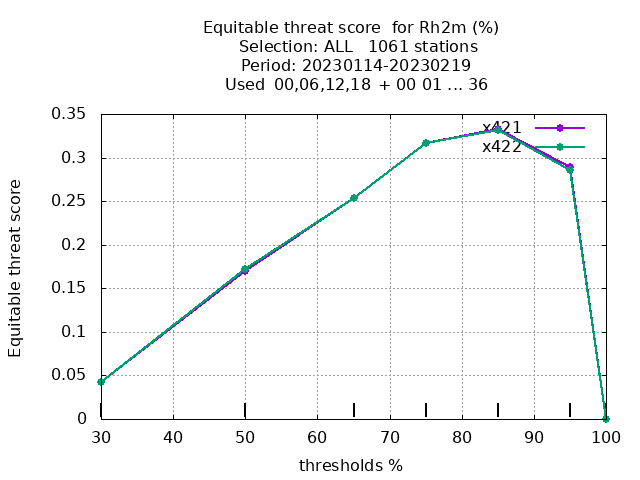 Equitable threat score  for Rh2m (%)
Selection: ALL   1061 stations
Period: 20230114-20230219
Used  00,06,12,18  + 00 01 ... 36
0.35
x421
x422
0.3
0.25
0.2
0.15
0.1
0.05
0
Equitable threat score
30 40 50 60 70 80 90 100
thresholds %